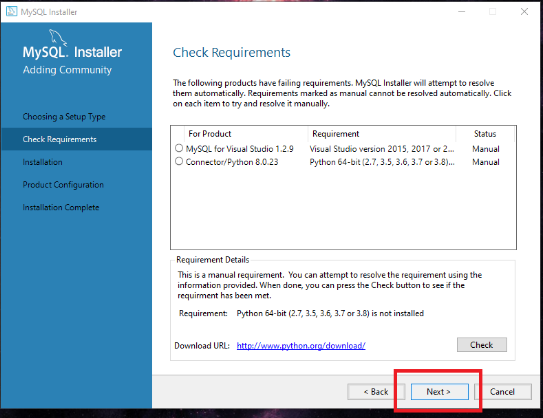 MySQL Installer
MySQL. Installer
Adding Community
Choosing a Setup Type
Check Requirements
Installation
Product Configuration
Installation Complete
Check Requirements
The following products have failing requirements. MySQL Installer will attempt to resolve
them automatically. Requirements marked as manual cannot be resolved automatically. Click
on each item to try and resolve it manually.
For Product Requirement Status
MySQL for Visual Studio 1.2.9 Visual Studio version 2015, 2017 or 2... Manual
Connector/Python 8.0.23 Python 64-bit (2.7, 3.5, 3.6, 3.7 or 3.8)... Manual
Requirement Details
This is a manual requirement. You can attempt to resolve the requirement using the
information provided. When done, you can press the Check button to see if the
requirment has been met.
Requirement: Python 64-bit (2.7, 3.5, 3.6, 3.7 or 3.8) is not installed
Download URL: http://www.python.org/download/ Check
< Back Next > Cancel